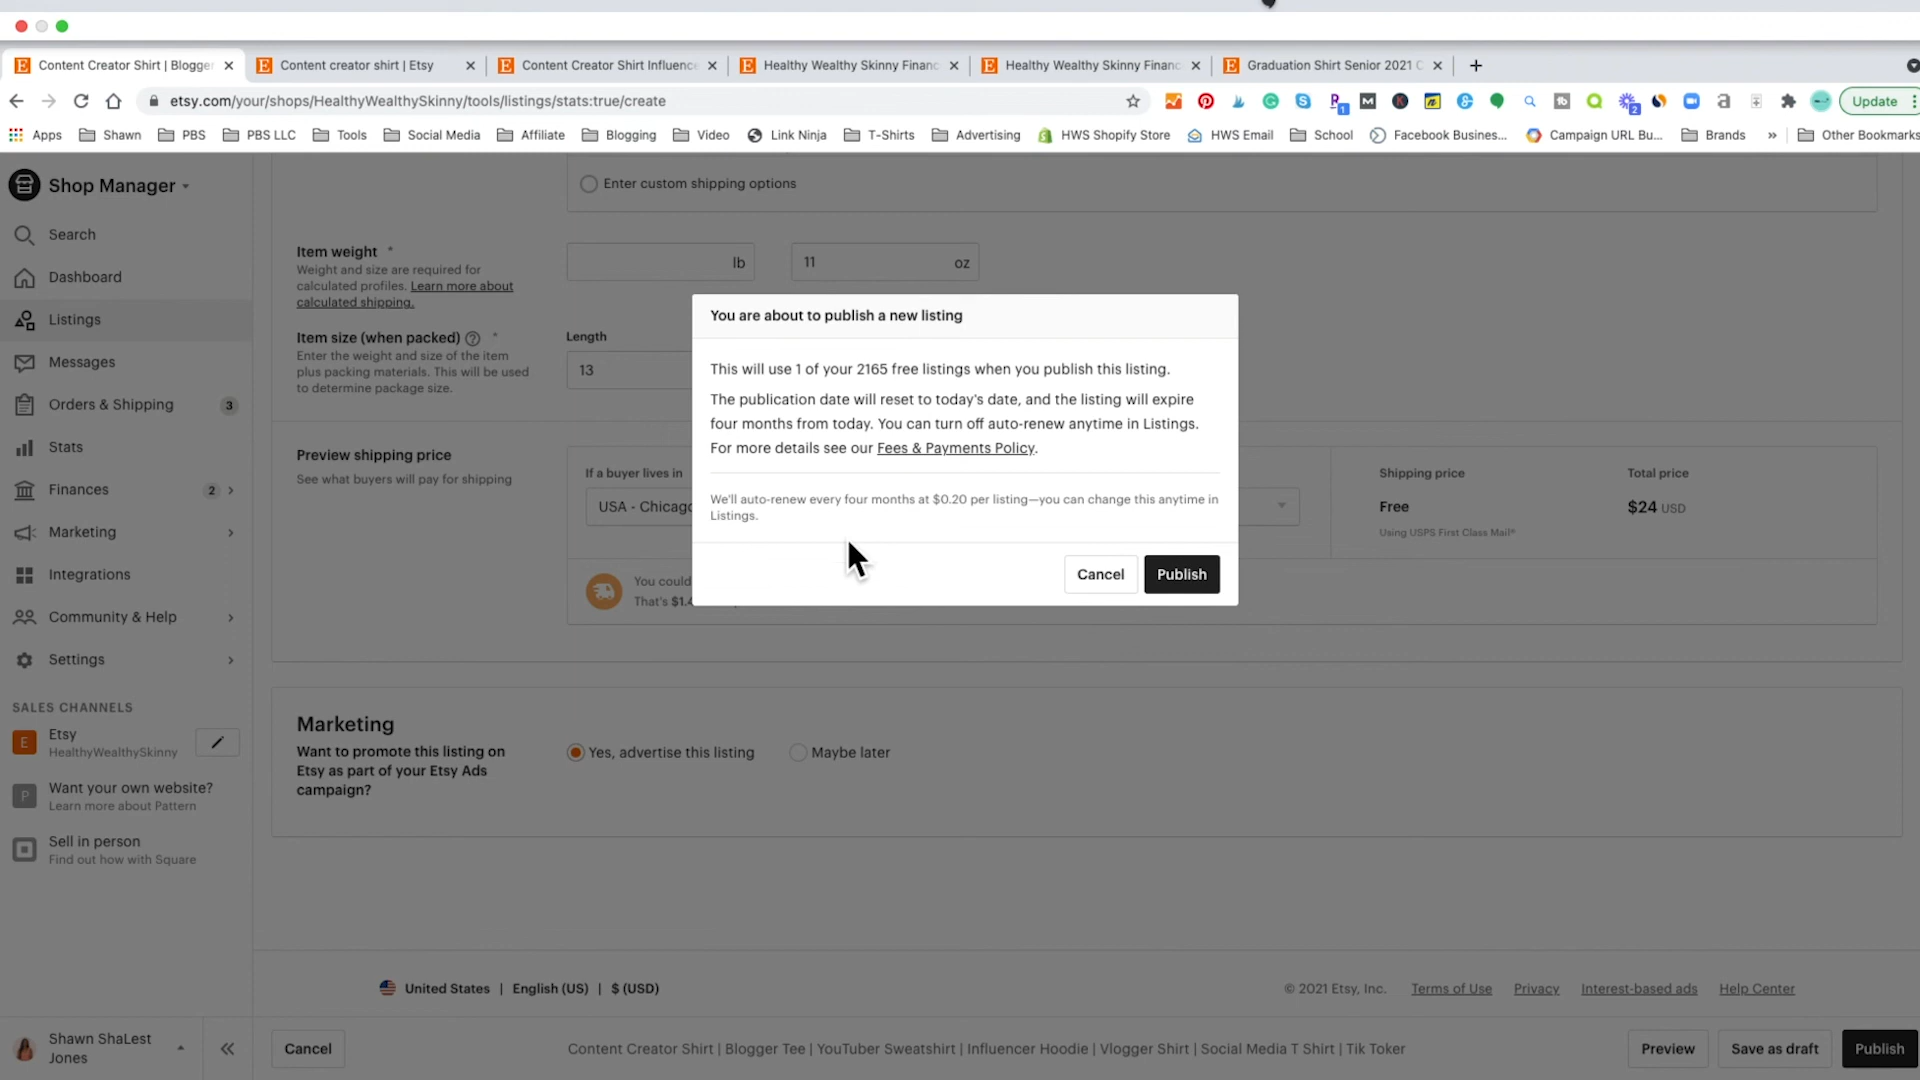 Content Creator Shirt | Blogger
Content creator shirt | Etsy
Content Creator Shirt Influence
Healthy Wealthy Skinny Financ
Healthy Wealthy Skinny Financ
Graduation Shirt Senior 2021 C
etsy.com/your/shops/HealthyWealthySkinny/tools/listings/stats:true/create
Update
Apps
Shawn
PBS
PBS LLC
Tools
Social Media
Affiliate
Blogging
Video
Link Ninja
T-Shirts
Advertising
HWS Shopify Store
HWS Email
School
Facebook Busines...
Campaign URL Bu...
Brands
»
Other Bookmarks
Shop Manager
Search
Dashboard
Listings
Messages
Orders & Shipping 3
Stats
Finances 2
Marketing
Integrations
Community & Help
Settings
SALES CHANNELS
E
Etsy
HealthyWealthySkinny
P
Want your own website?
Learn more about Pattern
Sell in person
Find out how with Square
Shawn ShaLest
Jones
Enter custom shipping options
Item weight *
Weight and size are required for
calculated profiles. Learn more about
calculated shipping.
lb
11 oz
Item size (when packed) ? *
Enter the weight and size of the item
plus packing materials. This will be used
to determine package size.
Length
13
Preview shipping price
See what buyers will pay for shipping
If a buyer lives in
USA - Chicago
Shipping price
Free
Using USPS First Class Mail®
Total price
$24 USD
You could
That's $1.4
You are about to publish a new listing
This will use 1 of your 2165 free listings when you publish this listing.
The publication date will reset to today's date, and the listing will expire
four months from today. You can turn off auto-renew anytime in Listings.
For more details see our Fees & Payments Policy.
We'll auto-renew every four months at $0.20 per listing—you can change this anytime in
Listings.
Cancel
Publish
Marketing
Want to promote this listing on
Etsy as part of your Etsy Ads
campaign?
Yes, advertise this listing
Maybe later
United States | English (US) | $ (USD)
© 2021 Etsy, Inc.
Terms of Use
Privacy
Interest-based ads
Help Center
Cancel
Content Creator Shirt | Blogger Tee | YouTuber Sweatshirt | Influencer Hoodie | Vlogger Shirt | Social Media T Shirt | Tik Toker
Preview
Save as draft
Publish